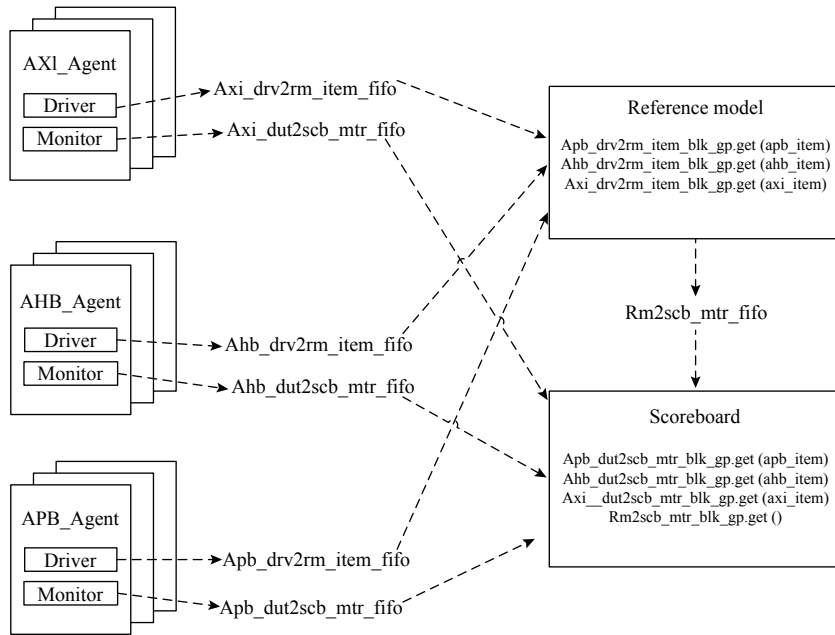 AXI_Agent
Driver
Monitor
Axi_drv2rm_item_fifo
Axi_dut2scb_mtr_fifo
AHB_Agent
Driver
Monitor
Ahb_drv2rm_item_fifo
Ahb_dut2scb_mtr_fifo
APB_Agent
Driver
Monitor
Apb_drv2rm_item_fifo
Apb_dut2scb_mtr_fifo
Reference model
Apb_drv2rm_item_blk_gp.get (apb_item)
Ahb_drv2rm_item_blk_gp.get (ahb_item)
Axi_drv2rm_item_blk_gp.get (axi_item)
Rm2scb_mtr_fifo
Scoreboard
Apb_dut2scb_mtr_blk_gp.get (apb_item)
Ahb_dut2scb_mtr_blk_gp.get (ahb_item)
Axi__dut2scb_mtr_blk_gp.get (axi_item)
Rm2scb_mtr_blk_gp.get ()